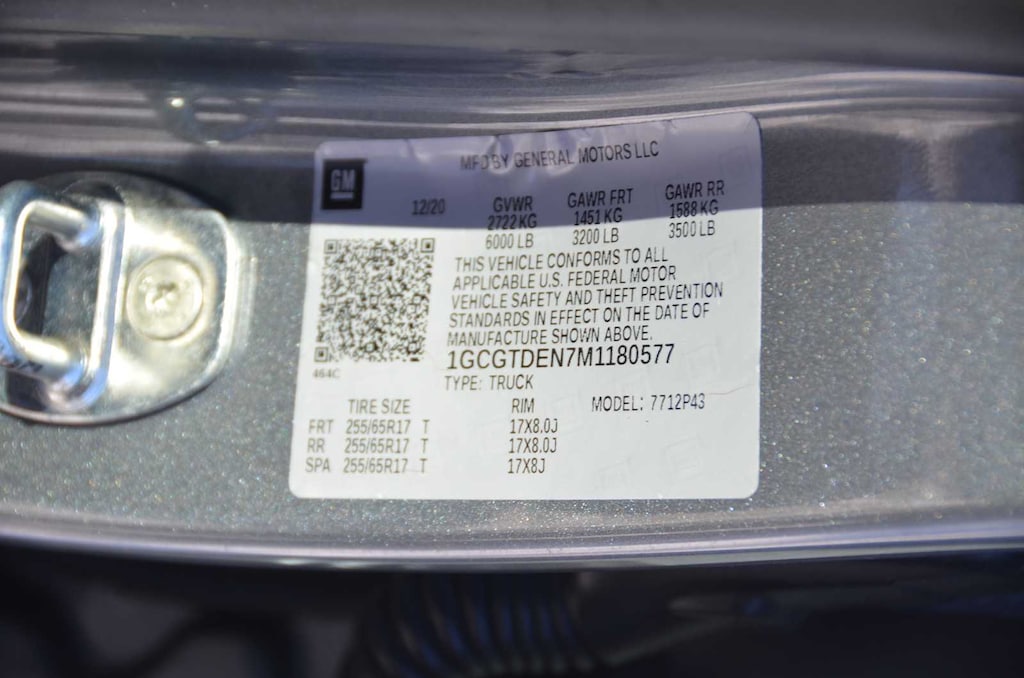 GM
MFD BY GENERAL MOTORS LLC
12/20 GVWR GAWR FRT GAWR RR
2722 KG 1451 KG 1588 KG
6000 LB 3200 LB 3500 LB
THIS VEHICLE CONFORMS TO ALL
APPLICABLE U.S. FEDERAL MOTOR
VEHICLE SAFETY AND THEFT PREVENTION
STANDARDS IN EFFECT ON THE DATE OF
MANUFACTURE SHOWN ABOVE.
464C
1GCGTDEN7M1180577
TYPE: TRUCK
TIRE SIZE RIM MODEL: 7712P43
FRT 255/65R17 T 17X8.0J
RR 255/65R17 T 17X8.0J
SPA 255/65R17 T 17X8J